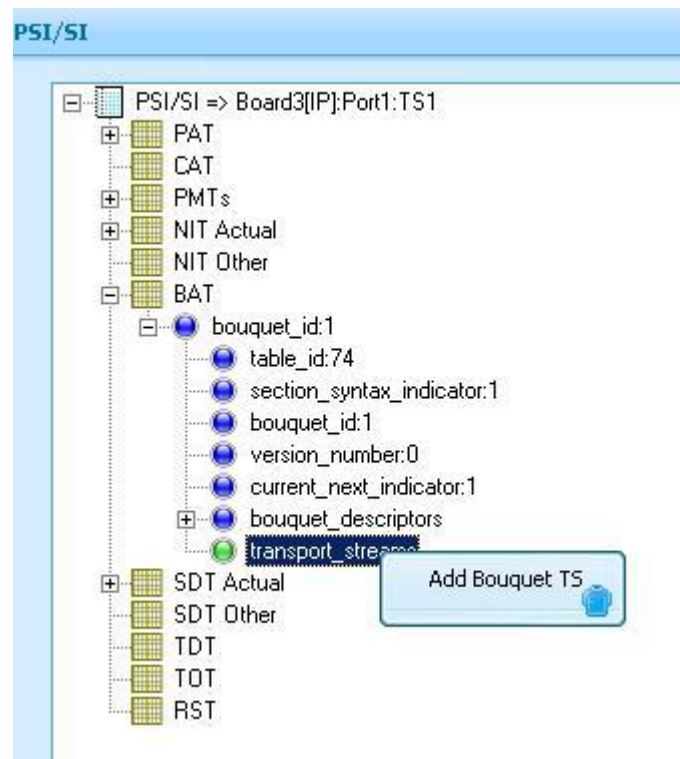 PSI/SI
PSI/SI => Board3[IP]:Port1:TS1
PAT
CAT
PMTs
NIT Actual
NIT Other
BAT
bouquet_id:1
table_id:74
section_syntax_indicator:1
bouquet_id:1
version_number:0
current_next_indicator:1
bouquet_descriptors
transport_streams
Add Bouquet TS
SDT Actual
SDT Other
TDT
TOT
RST